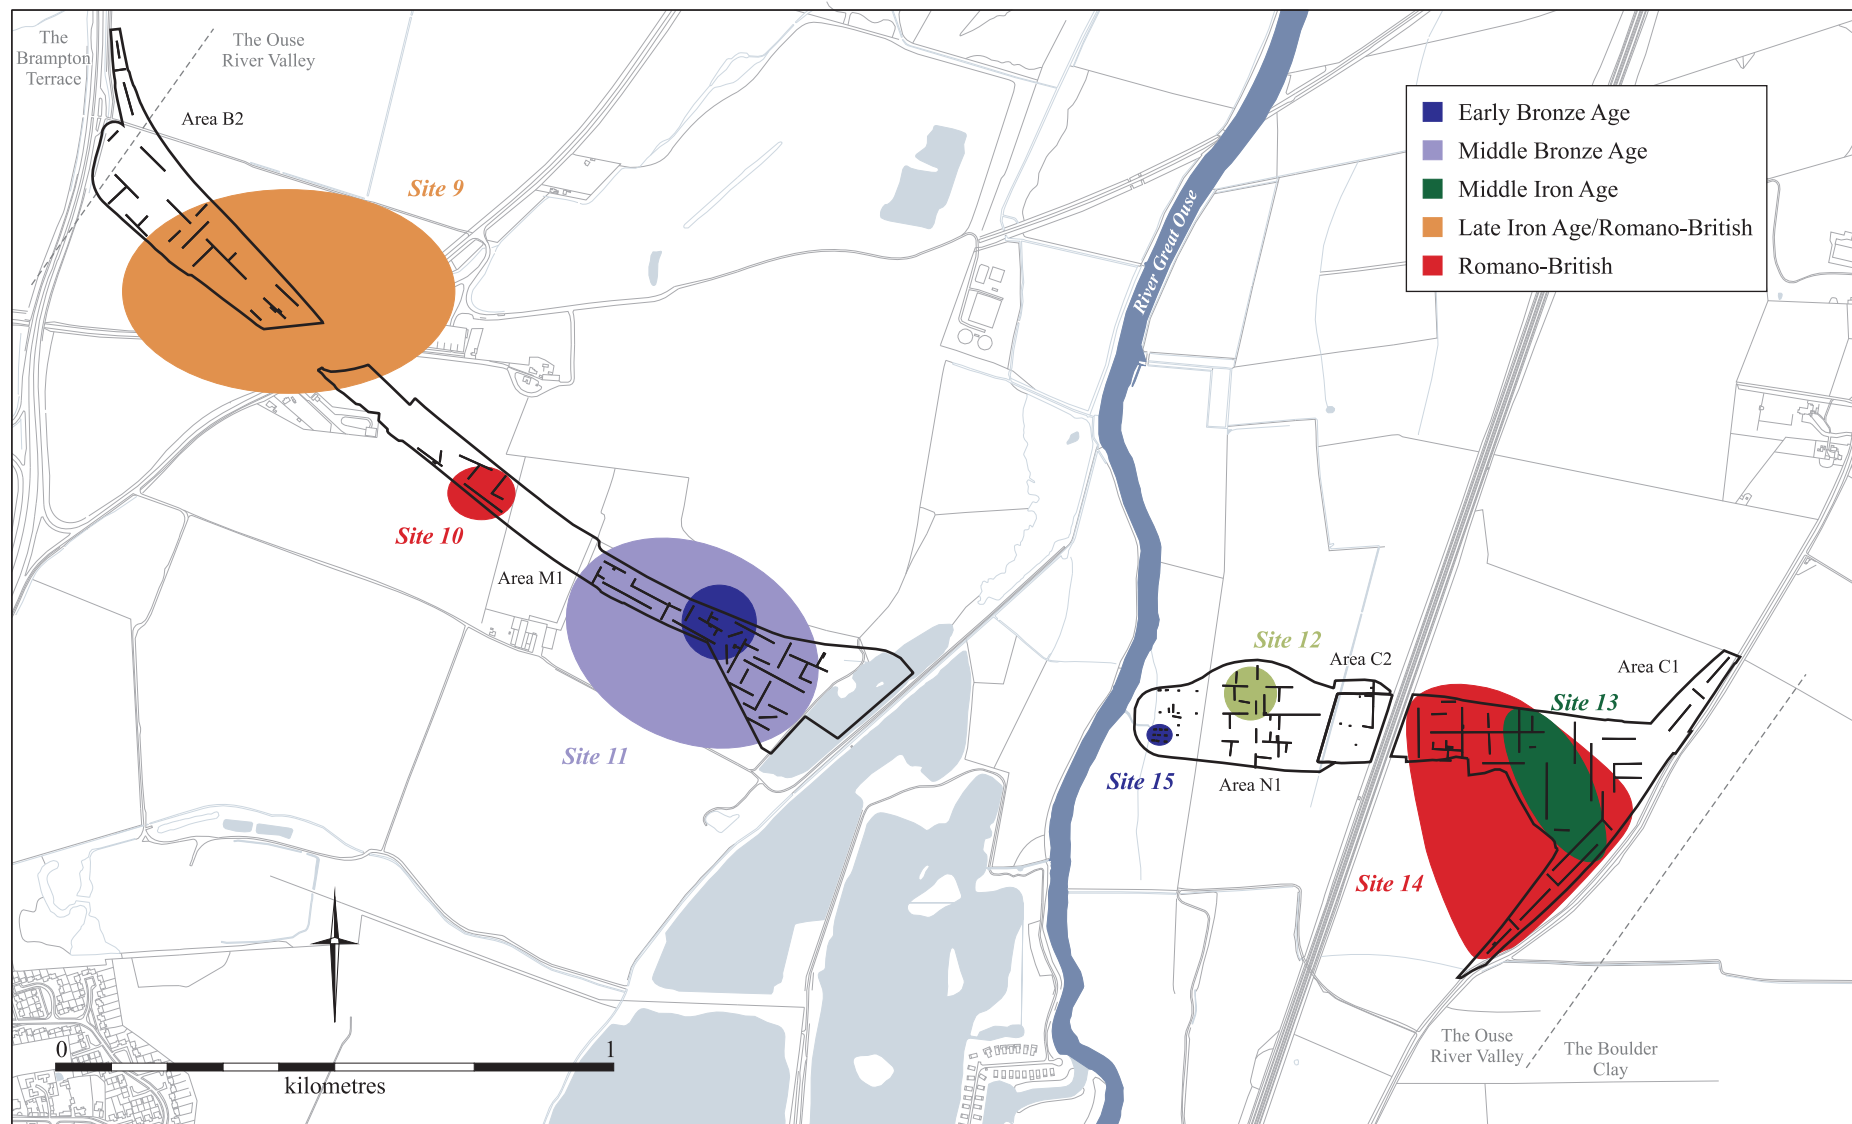 The
Brampton
Terrace
The Ouse
River Valley
Area B2
Site 9
Early Bronze Age
Middle Bronze Age
Middle Iron Age
Late Iron Age/Romano-British
Romano-British
River Great Ouse
Site 10
Area M1
Site 11
Site 12
Area C2
Area C1
Site 13
Site 15
Area N1
Site 14
The Ouse
River Valley
The Boulder
Clay
0
1
kilometres